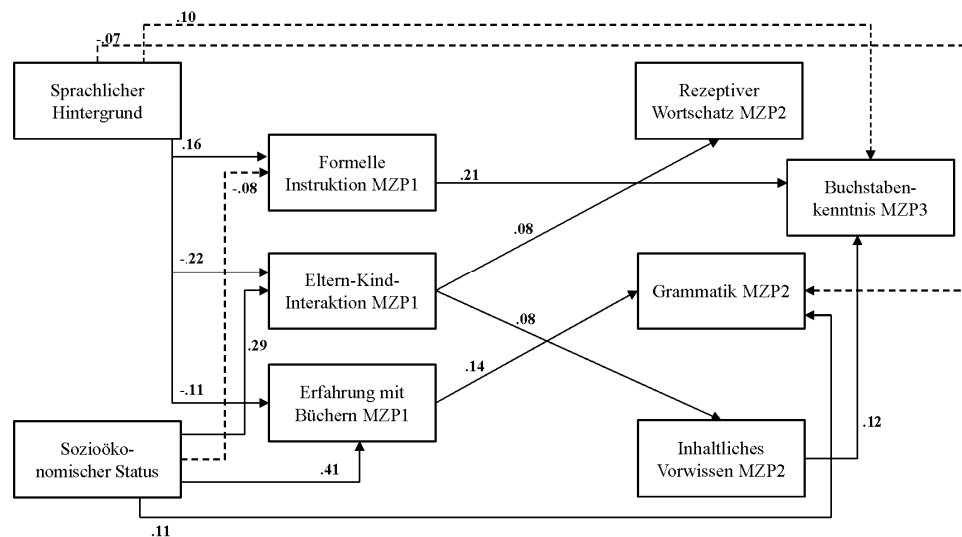 .10
-.07
Sprachlicher
Hintergrund
Rezeptiver
Wortschatz MZP2
.16
Formelle
Instruktion MZP1
-.08
.21
Buchstaben-
kenntnis MZP3
.08
-.22
Eltern-Kind-
Interaktion MZP1
Grammatik MZP2
.08
.29
.14
-.11
Erfahrung mit
Büchern MZP1
Sozioöko-
nomischer Status
.41
.12
Inhaltliches
Vorwissen MZP2
.11